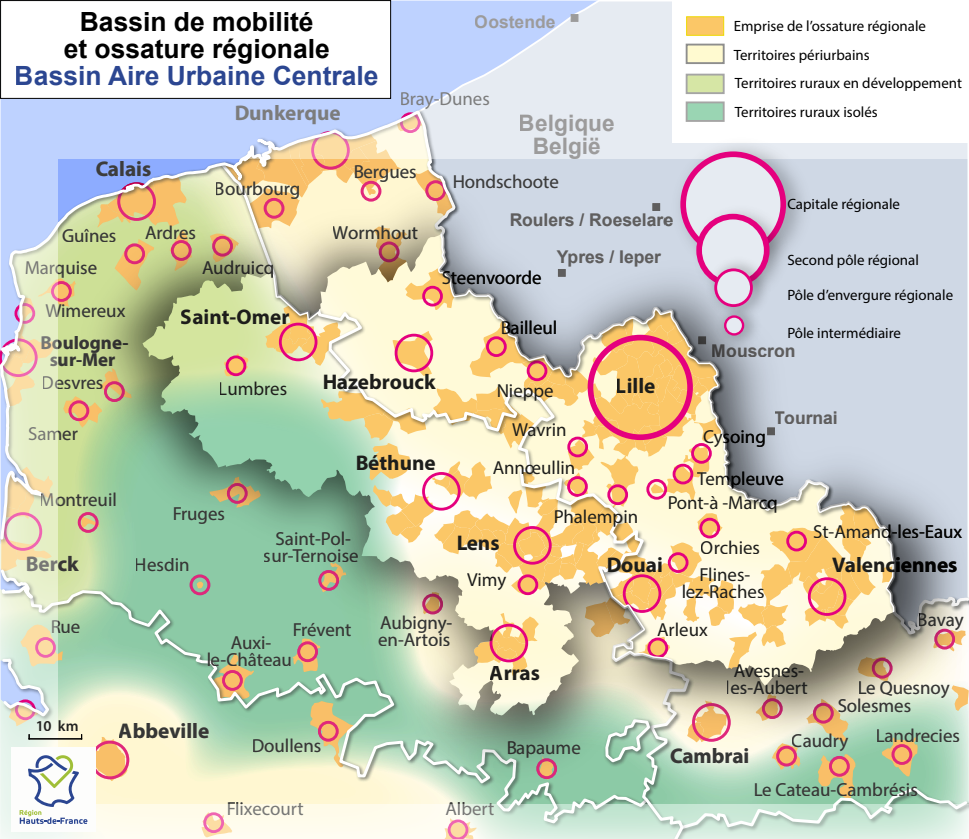 Bassin de mobilité
et ossature régionale
Bassin Aire Urbaine Centrale
Oostende
Emprise de l'ossature régionale
Territoires périurbains
Territoires ruraux en développement
Territoires ruraux isolés
Bray-Dunes
Dunkerque
Belgique
België
Calais
Bergues
Hondschoote
Bourbourg
Capitale régionale
Roulers / Roeselare
Guînes
Ardres
Wormhout
Audruicq
Ypres / Ieper
Second pôle régional
Marquise
Steenvoorde
Pôle d'envergure régionale
Wimereux
Saint-Omer
Bailleul
Pôle intermédiaire
Boulogne-
sur-Mer
Mouscron
Desvres
Lumbres
Hazebrouck
Nieppe
Lille
Samer
Wavrin
Cysoing
Tournai
Béthune
Annœullin
Templeuve
Montreuil
Fruges
Phalempin
Pont-à -Marcq
Saint-Pol-
sur-Ternoise
Lens
Orchies
St-Amand-les-Eaux
Berck
Hesdin
Vimy
Douai
Flines-
lez-Raches
Valenciennes
Aubigny-
en-Artois
Rue
Auxi-
le-Château
Frévent
Arleux
Bavay
Arras
Avesnes-
les-Aubert
Le Quesnoy
Solesmes
10 km
Abbeville
Doullens
Bapaume
Cambrai
Caudry
Landrecies
Le Cateau-Cambrésis
Région
Hauts-de-France
Flixecourt
Albert